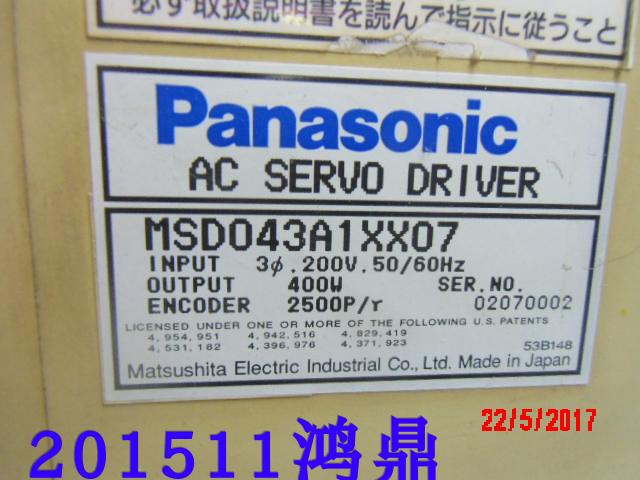 必ず取扱説明書を読んで指示に従うこと
Panasonic
AC SERVO DRIVER
MSD043A1XX07
INPUT 3ϕ.200V.50/60Hz
OUTPUT 400W SER.NO.
ENCODER 2500P/r 02070002
LICENSED UNDER ONE OR MORE OF THE FOLLOWING U.S. PATENTS
4,954,951 4,942,516 4,829,419
4,531,182 4,396,976 4,371,923 53B148
Matsushita Electric Industrial Co., Ltd. Made in Japan
22/5/2017
201511鸿鼎